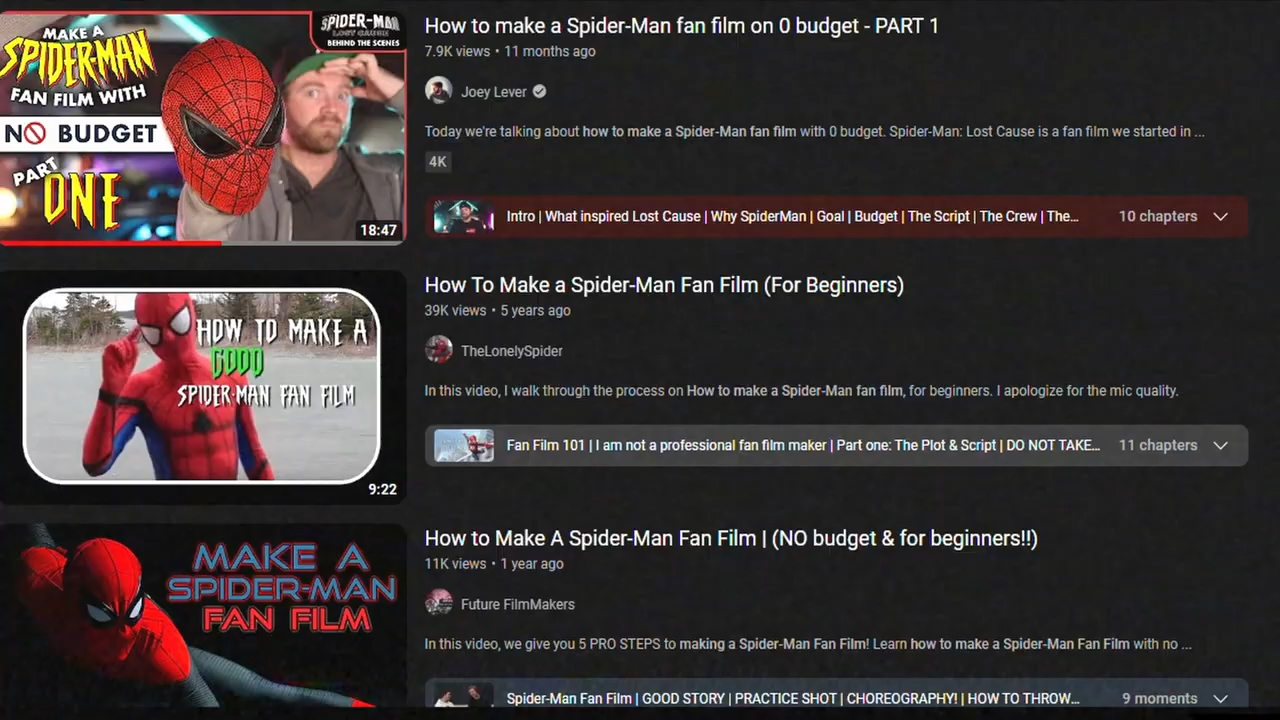 MAKE A
SPIDER-MAN
FAN FILM WITH
NO BUDGET
PART
ONE
SPIDER-MAN
LOST CAUSE
BEHIND THE SCENES
18:47
How to make a Spider-Man fan film on 0 budget - PART 1
7.9K views • 11 months ago
Joey Lever
Today we're talking about how to make a Spider-Man fan film with 0 budget. Spider-Man: Lost Cause is a fan film we started in ...
4K
Intro | What inspired Lost Cause | Why SpiderMan | Goal | Budget | The Script | The Crew | The...
10 chapters
HOW TO MAKE A
GOOD
SPIDER-MAN FAN FILM
9:22
How To Make a Spider-Man Fan Film (For Beginners)
39K views • 5 years ago
TheLonelySpider
In this video, I walk through the process on How to make a Spider-Man fan film, for beginners. I apologize for the mic quality.
Fan Film 101 | I am not a professional fan film maker | Part one: The Plot & Script | DO NOT TAKE...
11 chapters
MAKE A
SPIDER-MAN
FAN FILM
How to Make A Spider-Man Fan Film | (NO budget & for beginners!!)
11K views • 1 year ago
Future FilmMakers
In this video, we give you 5 PRO STEPS to making a Spider-Man Fan Film! Learn how to make a Spider-Man Fan Film with no ...
Spider-Man Fan Film | GOOD STORY | PRACTICE SHOT | CHOREOGRAPHY! | HOW TO THROW...
9 moments